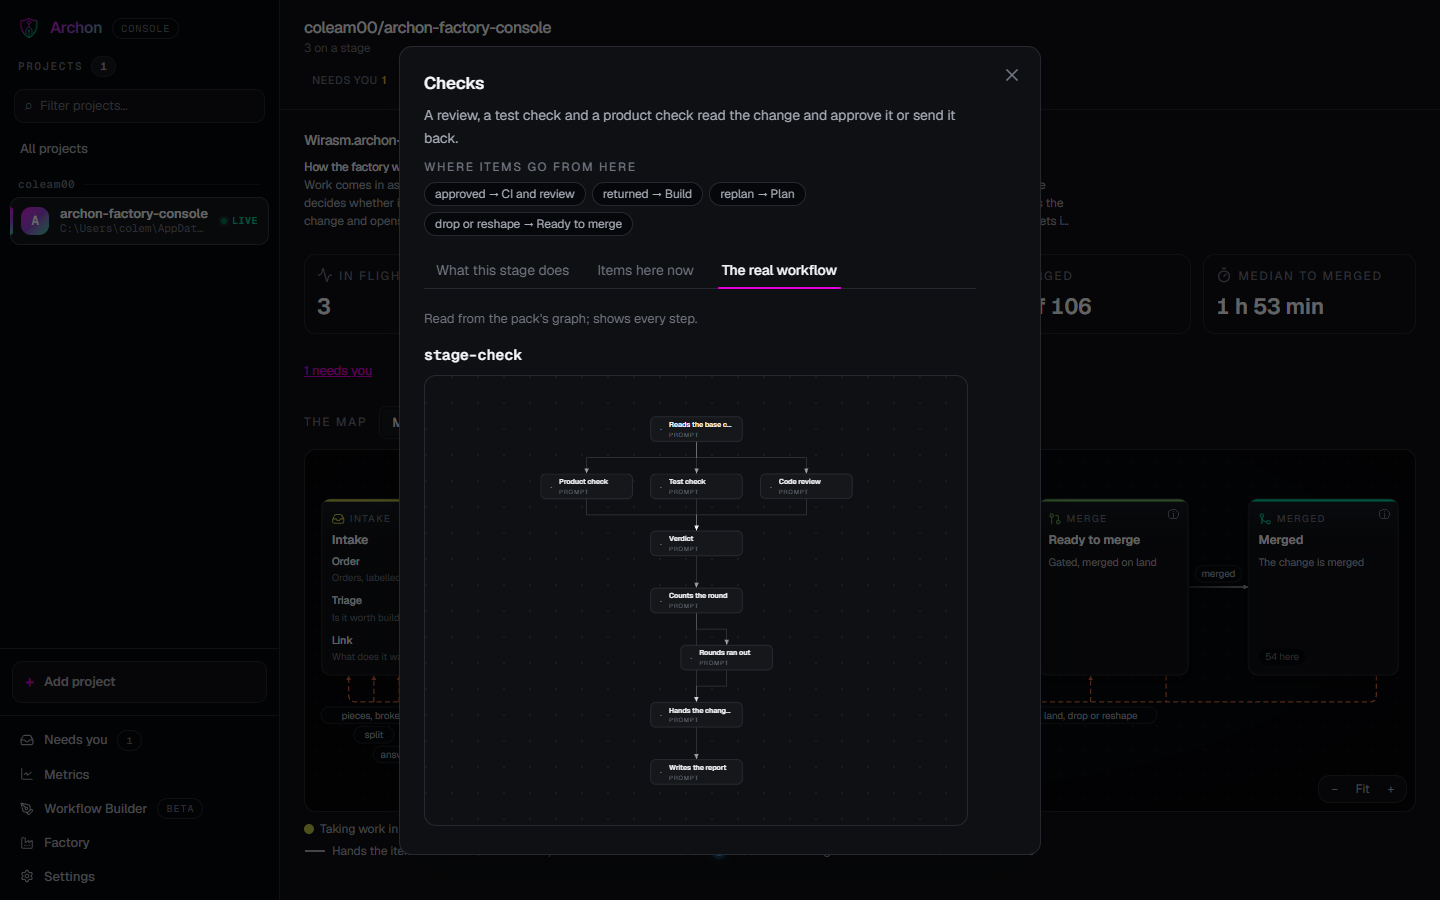 Archon CONSOLE
PROJECTS 1
Filter projects...
All projects
coleam00
A archon-factory-console LIVE
C:\Users\colem\AppDat...
Add project
Needs you 1
Metrics
Workflow Builder BETA
Factory
Settings
coleam00/archon-factory-console
3 on a stage
NEEDS YOU 1
Wirasm.archon-
How the factory w
Work comes in as
decides whether i
change and opens
IN FLIGH
3
106
MEDIAN TO MERGED
1 h 53 min
1 needs you
THE MAP
INTAKE
Intake
Order
Orders, labelled
Triage
Is it worth build
Link
What does it wa
pieces, broke
split
answ
Taking work in
Hands the ite
Checks
A review, a test check and a product check read the change and approve it or send it
back.
WHERE ITEMS GO FROM HERE
approved → CI and review
returned → Build
replan → Plan
drop or reshape → Ready to merge
What this stage does
Items here now
The real workflow
Read from the pack's graph; shows every step.
stage-check
Reads the base c...
PROMPT
Product check
PROMPT
Test check
PROMPT
Code review
PROMPT
Verdict
PROMPT
Counts the round
PROMPT
Rounds ran out
PROMPT
Hands the chang...
PROMPT
Writes the report
PROMPT
MERGE
Ready to merge
Gated, merged on land
merged
MERGED
Merged
The change is merged
54 here
land, drop or reshape
− Fit +